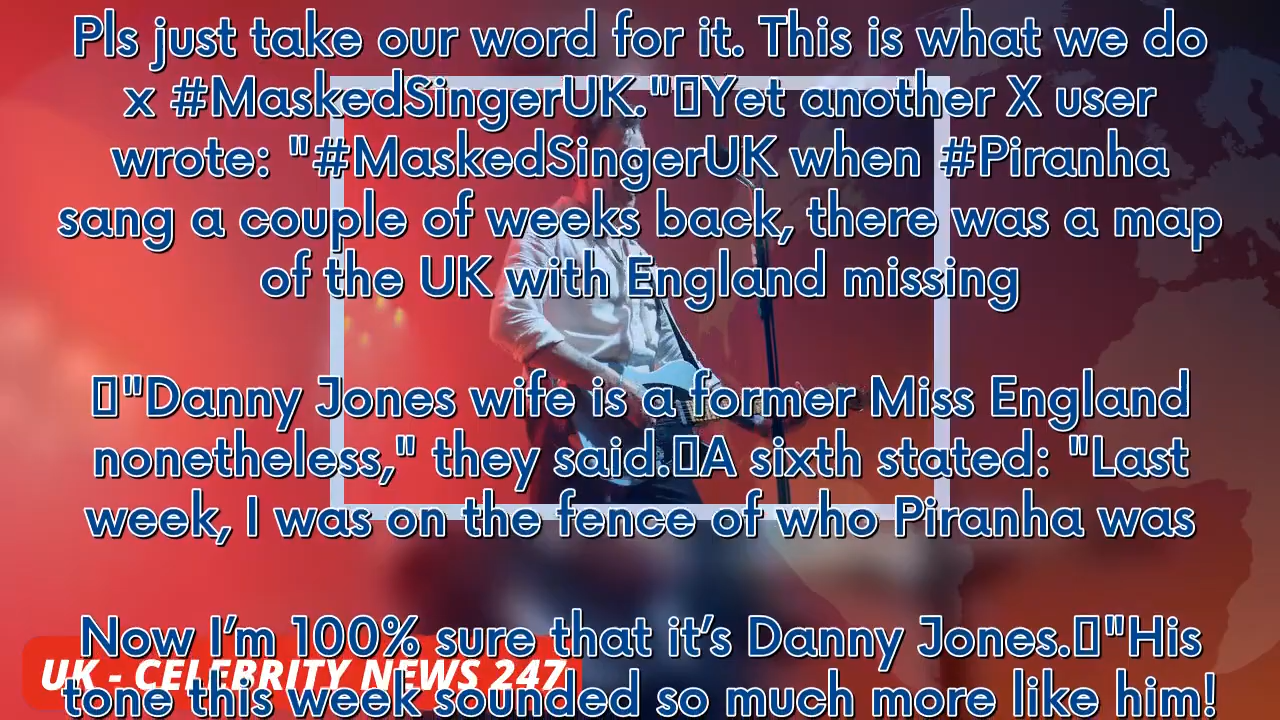 Pls just take our word for it. This is what we do
x #MaskedSingerUK."▯Yet another X user
wrote: "#MaskedSingerUK when #Piranha
sang a couple of weeks back, there was a map
of the UK with England missing
▯"Danny Jones wife is a former Miss England
nonetheless," they said.▯A sixth stated: "Last
week, I was on the fence of who Piranha was
Now I’m 100% sure that it’s Danny Jones.▯"His
UK - CELEBRITY NEWS 247
tone this week sounded so much more like him!